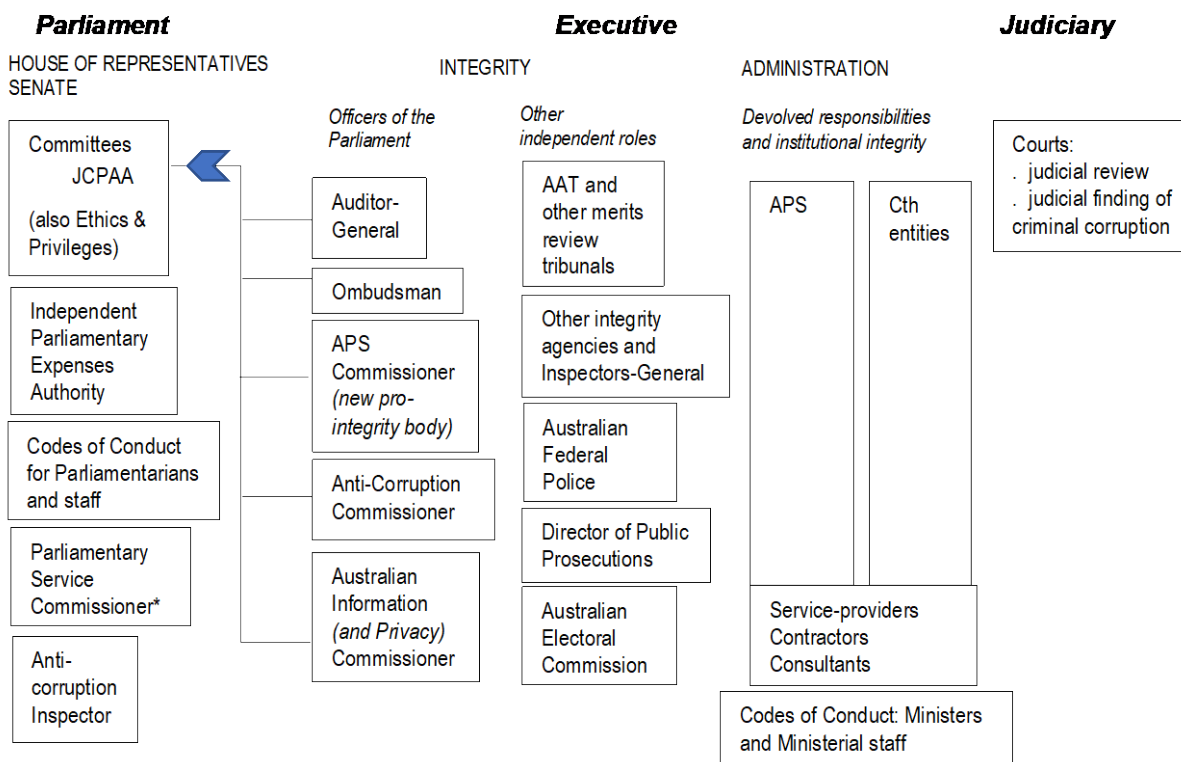 Parliament
Executive
Judiciary
HOUSE OF REPRESENTATIVES
SENATE
INTEGRITY
ADMINISTRATION
Officers of the
Parliament
Other
independent roles
Devolved responsibilities
and institutional integrity
Committees
JCPAA
(also Ethics &
Privileges)
Independent
Parliamentary
Expenses
Authority
Codes of Conduct
for Parliamentarians
and staff
Parliamentary
Service
Commissioner*
Anti-
corruption
Inspector
Auditor-
General
Ombudsman
APS
Commissioner
(new pro-
integrity body)
Anti-Corruption
Commissioner
Australian
Information
(and Privacy)
Commissioner
AAT and
other merits
review
tribunals
Other integrity
agencies and
Inspectors-General
Australian
Federal
Police
Director of Public
Prosecutions
Australian
Electoral
Commission
APS
Cth
entities
Service-providers
Contractors
Consultants
Codes of Conduct: Ministers
and Ministerial staff
Courts:
. judicial review
. judicial finding of
criminal corruption